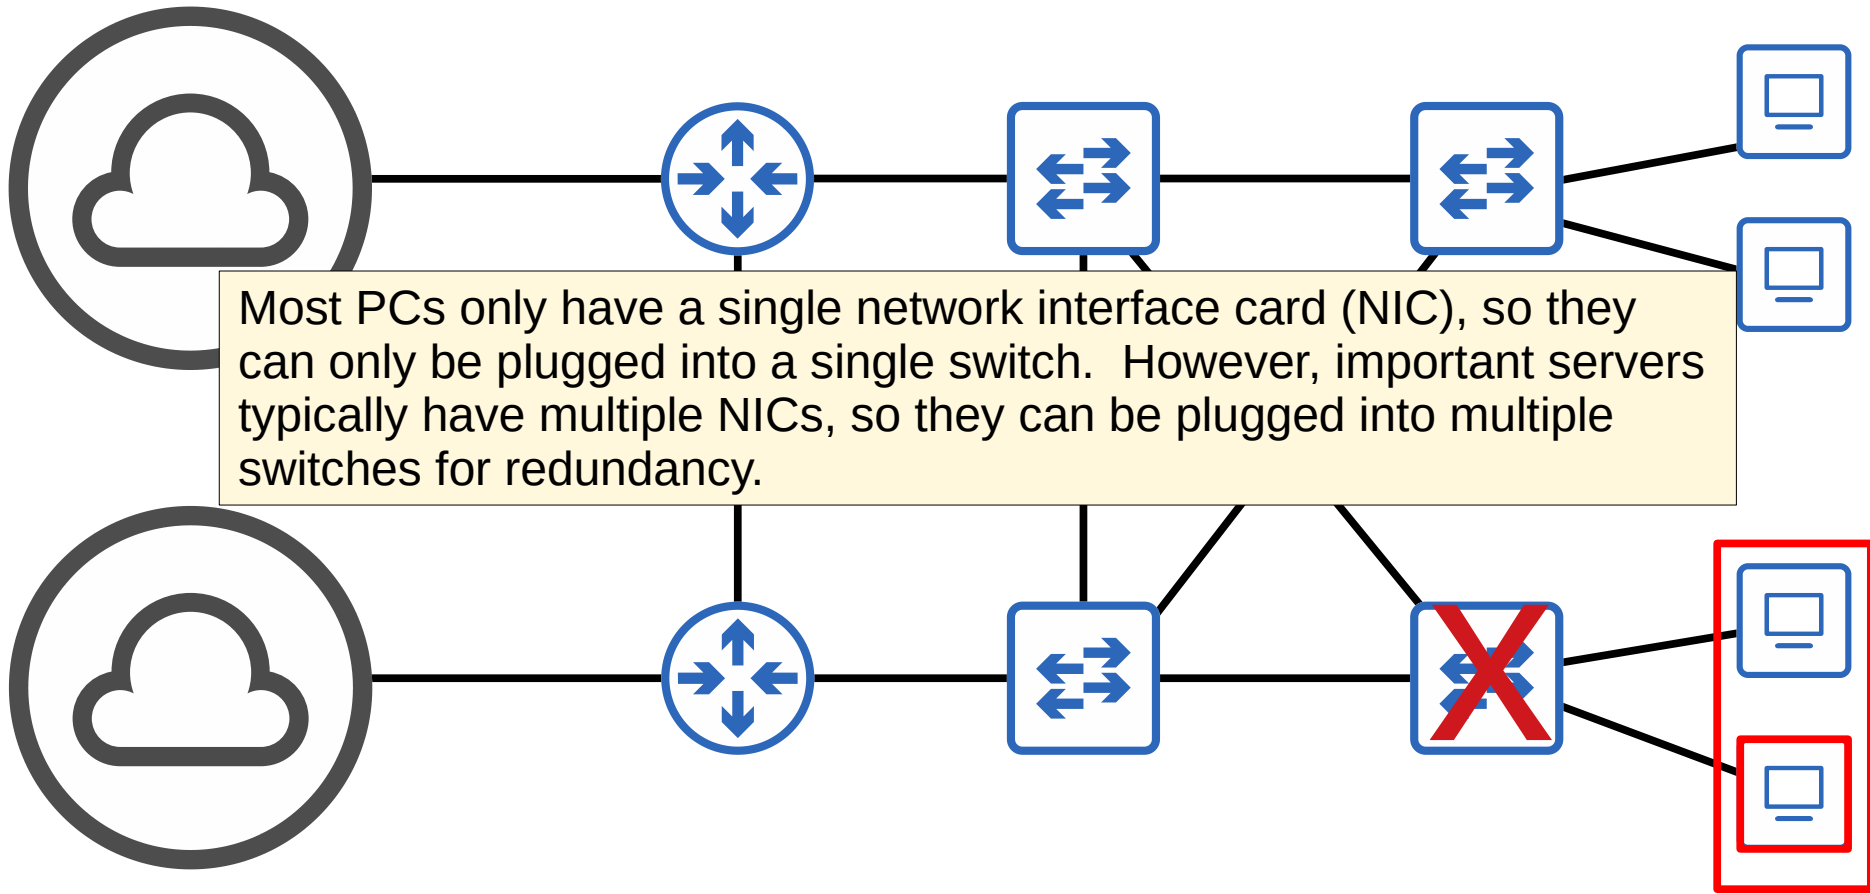 Most PCs only have a single network interface card (NIC), so they
can only be plugged into a single switch.  However, important servers
typically have multiple NICs, so they can be plugged into multiple
switches for redundancy.
X